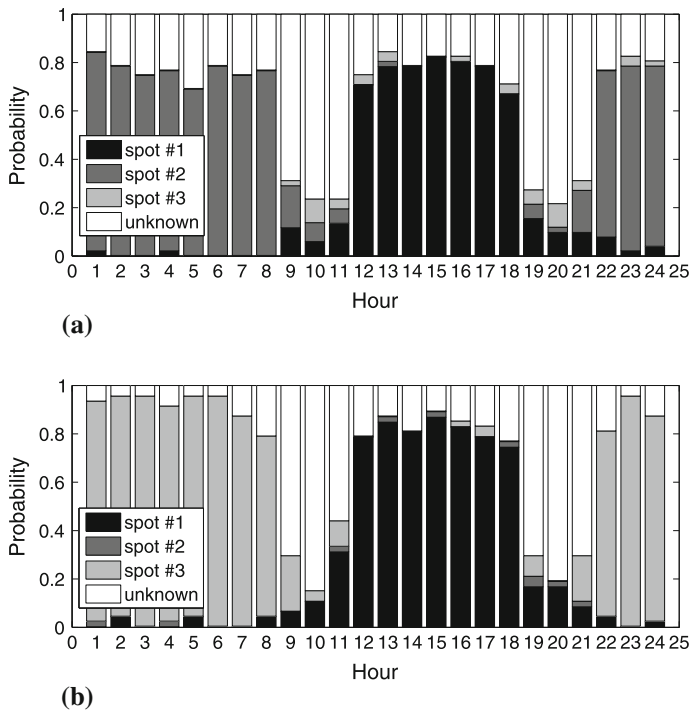 1
0.8
0.6
0.4
0.2
0
Probability
spot #1
spot #2
spot #3
unknown
0 1 2 3 4 5 6 7 8 9 10 11 12 13 14 15 16 17 18 19 20 21 22 23 24 25
Hour
(a)
1
0.8
0.6
0.4
0.2
0
Probability
spot #1
spot #2
spot #3
unknown
0 1 2 3 4 5 6 7 8 9 10 11 12 13 14 15 16 17 18 19 20 21 22 23 24 25
Hour
(b)